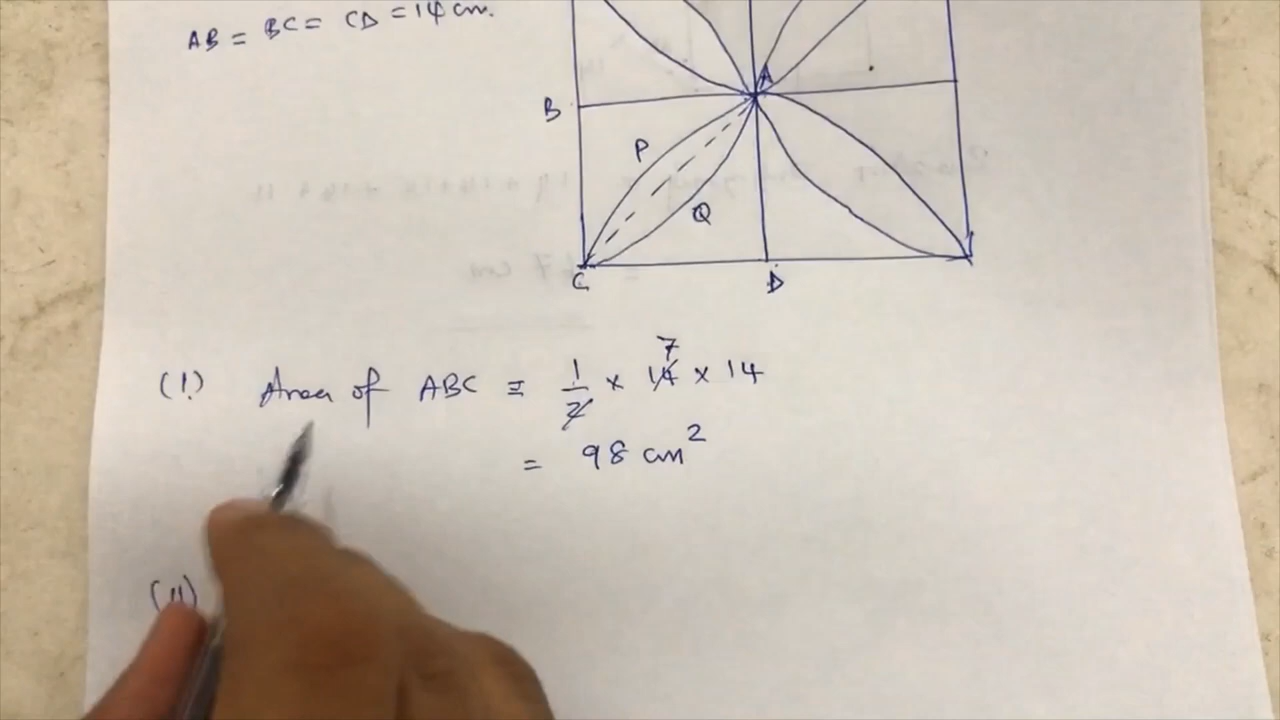 AB = BC = CD = 14 cm.
A
B
P
Q
C
D
(I.) Area of ABC = 1/2 × 14 × 14
7
= 98 cm²
(II)